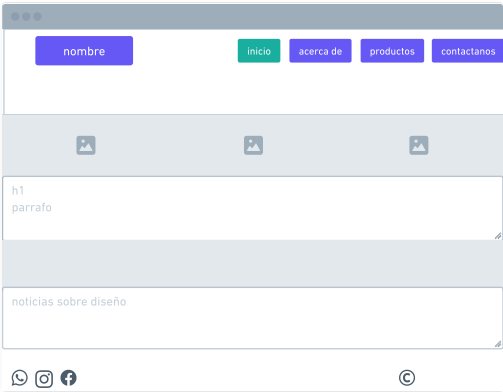 nombre
inicio acerca de productos contactanos
h1
parrafo
noticias sobre diseño
©